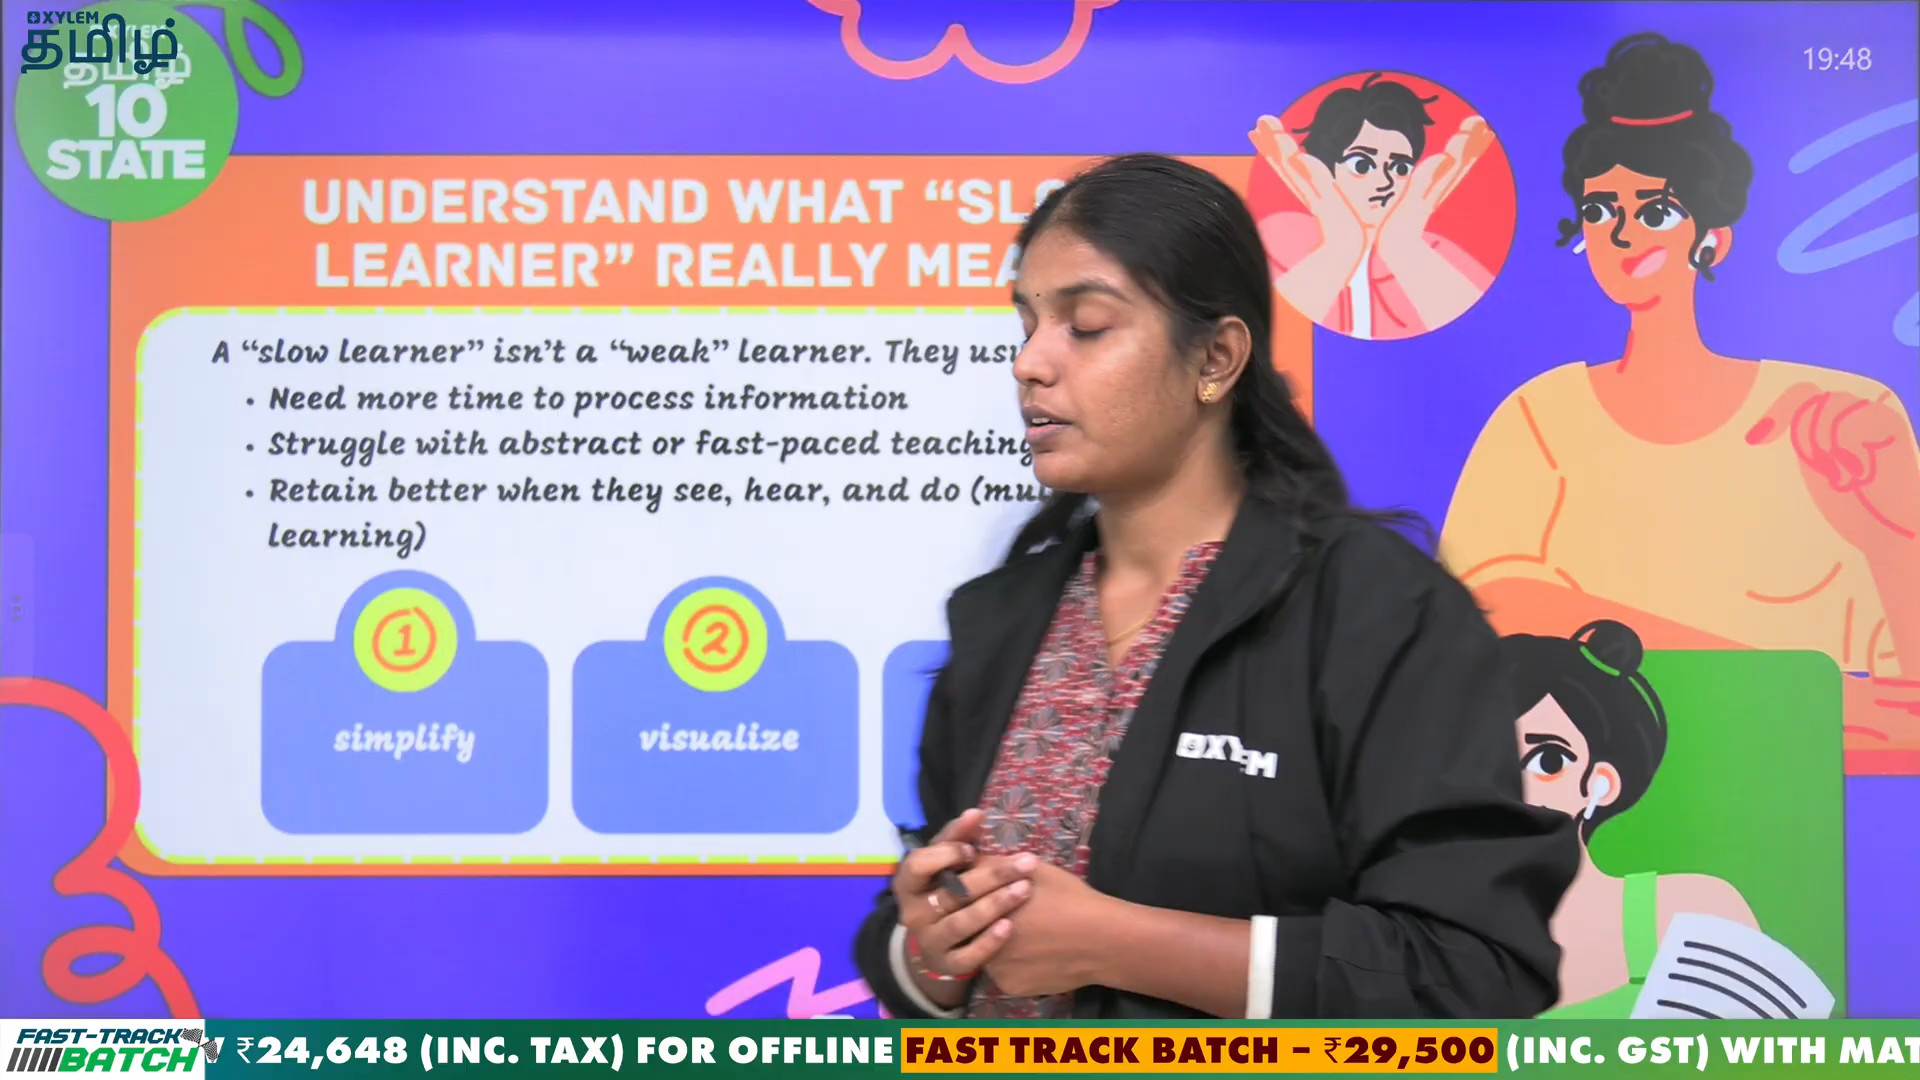 XYLEM
தமிழ்
தமிழ்
10
STATE
19:48
UNDERSTAND WHAT “SL
LEARNER” REALLY MEA
A “slow learner” isn’t a “weak” learner. They usu
• Need more time to process information
• Struggle with abstract or fast-paced teaching
• Retain better when they see, hear, and do (mul
learning)
1
2
simplify
visualize
XYLEM
FAST-TRACK
BATCH
₹24,648 (INC. TAX) FOR OFFLINE FAST TRACK BATCH – ₹29,500 (INC. GST) WITH MAT